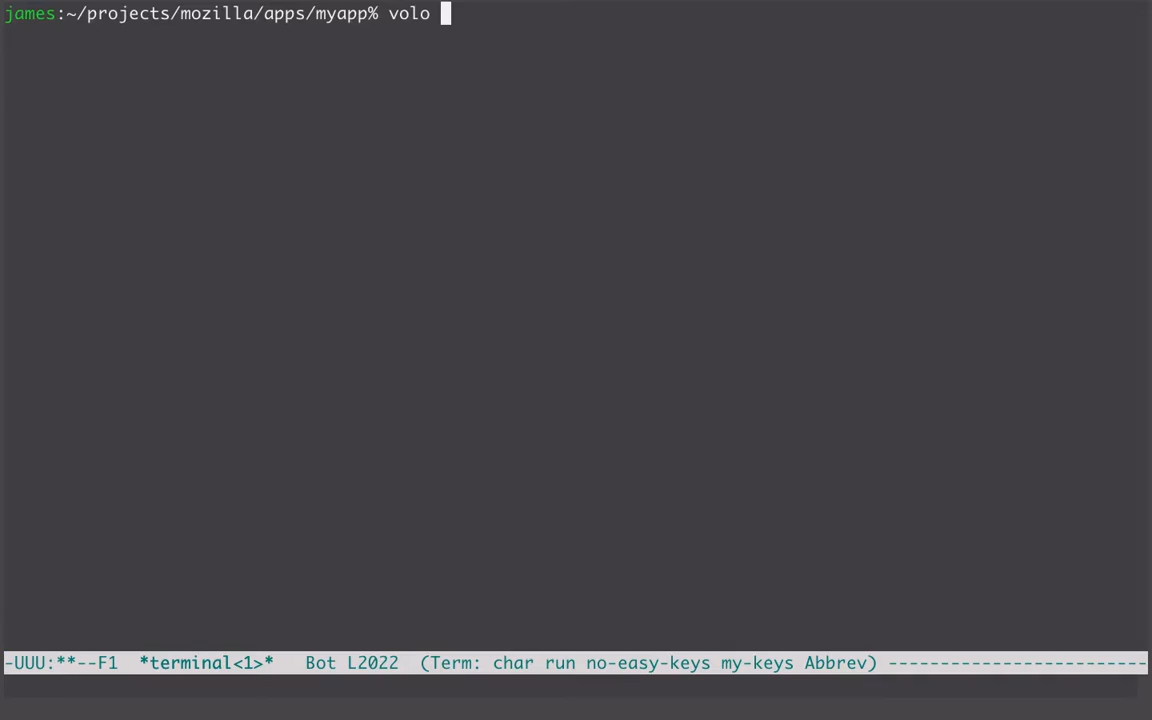 james:~/projects/mozilla/apps/myapp% volo
-UUU:**--F1  *terminal<1>*   Bot L2022  (Term: char run no-easy-keys my-keys Abbrev) -------------------------